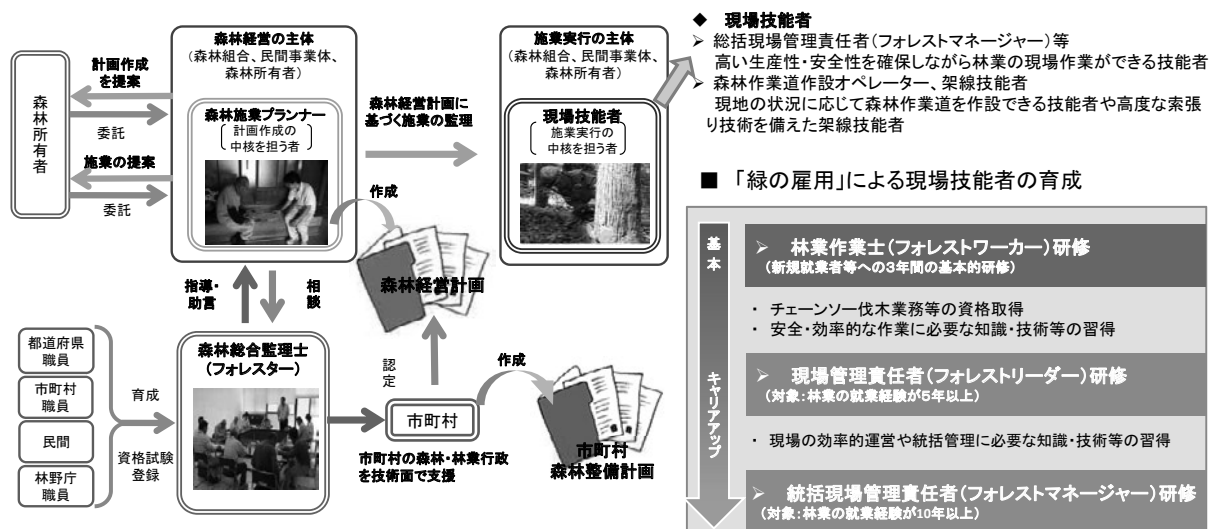 森林所有者
計画作成
を提案
委託
施業の提案
委託
森林経営の主体
(森林組合、民間事業体、
森林所有者)
森林施業プランナー
計画作成の
中核を担う者
森林経営計画に
基づく施業の監理
施業実行の主体
(森林組合、民間事業体、
森林所有者)
現場技能者
施業実行の
中核を担う者
作成
森林経営計画
指導・
助言
相談
都道府県
職員
市町村
職員
民間
林野庁
職員
育成
資格試験
登録
森林総合監理士
(フォレスター)
認定
市町村
市町村の森林・林業行政
を技術面で支援
作成
市町村
森林整備計画
◆ 現場技能者
➢ 総括現場管理責任者(フォレストマネージャー)等
高い生産性・安全性を確保しながら林業の現場作業ができる技能者
➢ 森林作業道作設オペレーター、架線技能者
現地の状況に応じて森林作業道を作設できる技能者や高度な索張
り技術を備えた架線技能者
■ 「緑の雇用」による現場技能者の育成
基本
キャリアアップ
➢ 林業作業士(フォレストワーカー)研修
(新規就業者等への3年間の基本的研修)
・ チェーンソー伐木業務等の資格取得
・ 安全・効率的な作業に必要な知識・技術等の習得
➢ 現場管理責任者(フォレストリーダー)研修
(対象:林業の就業経験が5年以上)
・ 現場の効率的運営や統括管理に必要な知識・技術等の習得
➢ 統括現場管理責任者(フォレストマネージャー)研修
(対象:林業の就業経験が10年以上)